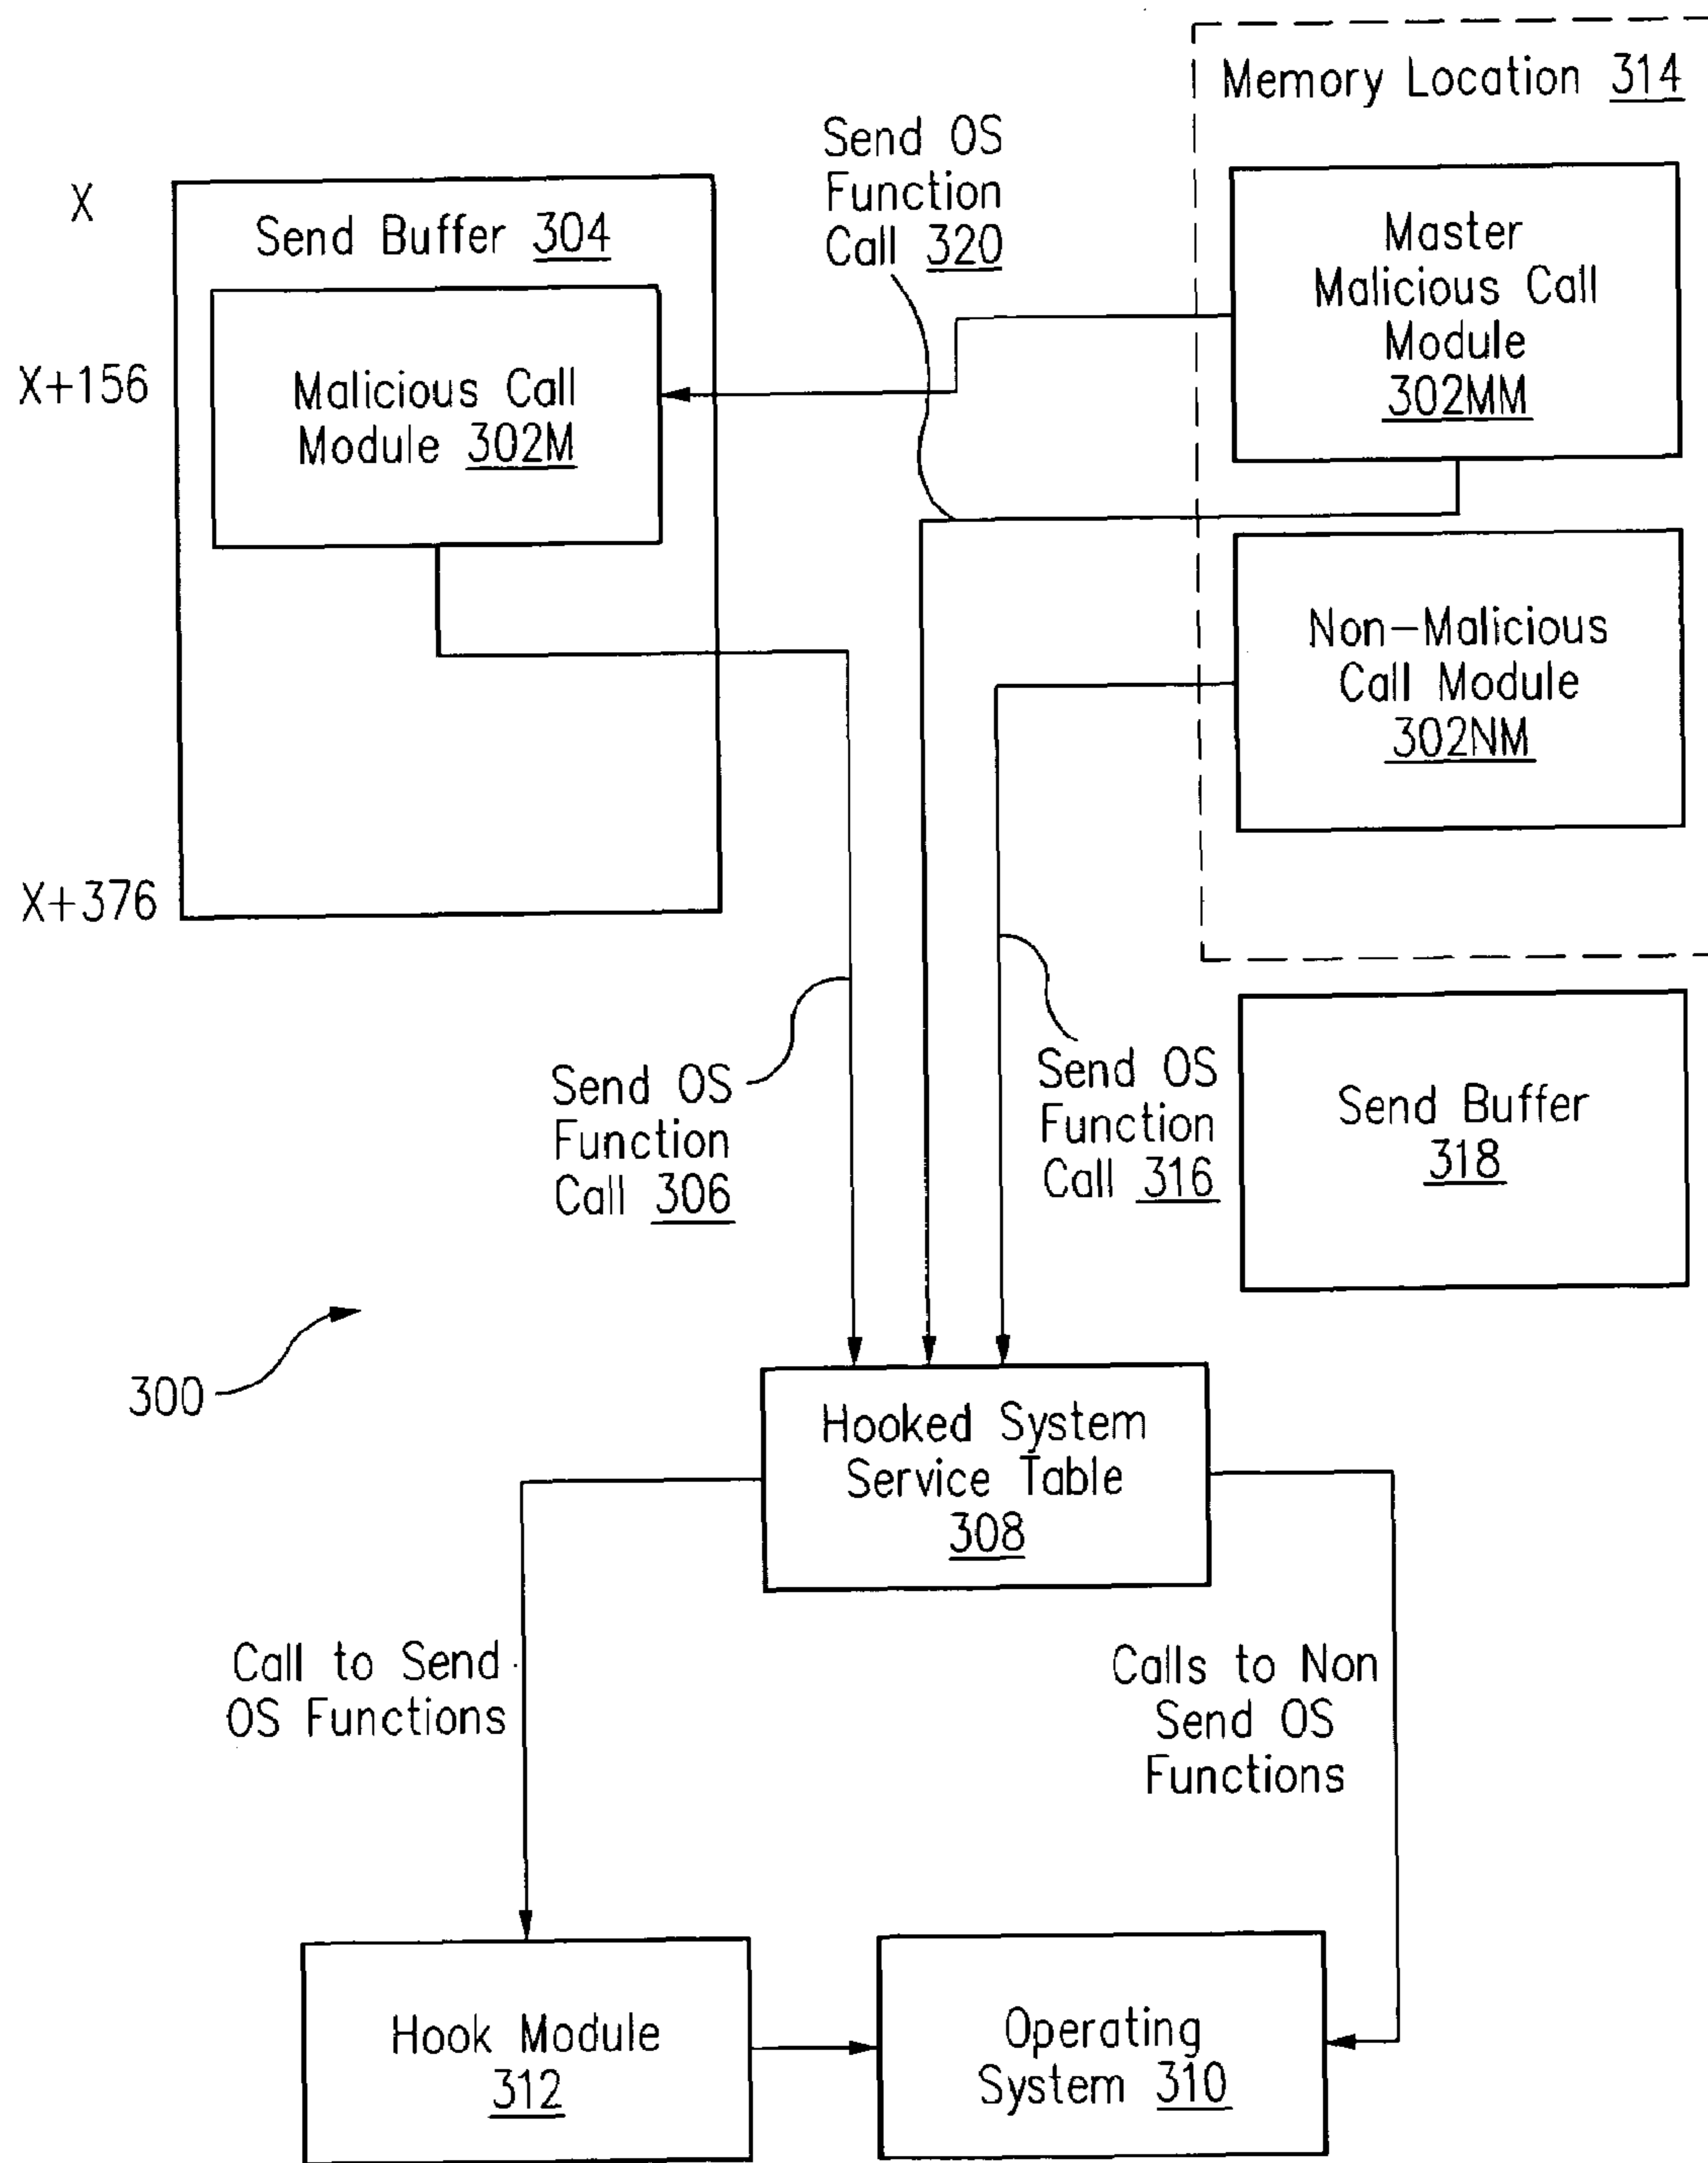 Memory Location 314
Send OS
Function
Call 320
X
Send Buffer 304
Master
Malicious Call
Module
302MM
X+156
Malicious Call
Module 302M
Non-Malicious
Call Module
302NM
X+376
Send OS
Function
Call 306
Send OS
Function
Call 316
Send Buffer
318
300
Hooked System
Service Table
308
Call to Send
OS Functions
Calls to Non
Send OS
Functions
Hook Module
312
Operating
System 310